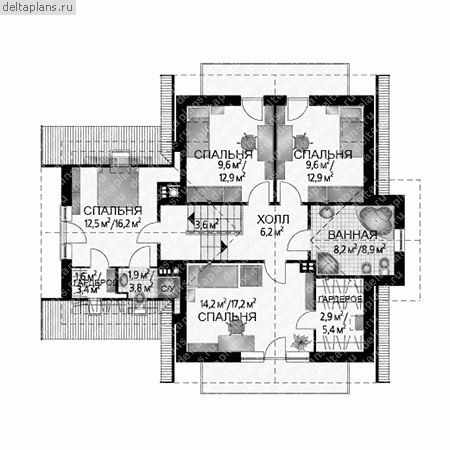 deltaplans.ru
СПАЛЬНЯ
9,6 м²/
12,9 м²
СПАЛЬНЯ
9,6 м²/
12,9 м²
СПАЛЬНЯ
12,5 м²/16,2 м²
3,6 м²
ХОЛЛ
6,2 м²
ВАННАЯ
8,2 м²/8,9 м²
1,6 м²/
3,4 м²
ГАРДЕРОБ
1,9 м²/
3,8 м²
С/У
14,2 м²/17,2 м²
СПАЛЬНЯ
ГАРДЕРОБ
2,9 м²/
5,4 м²